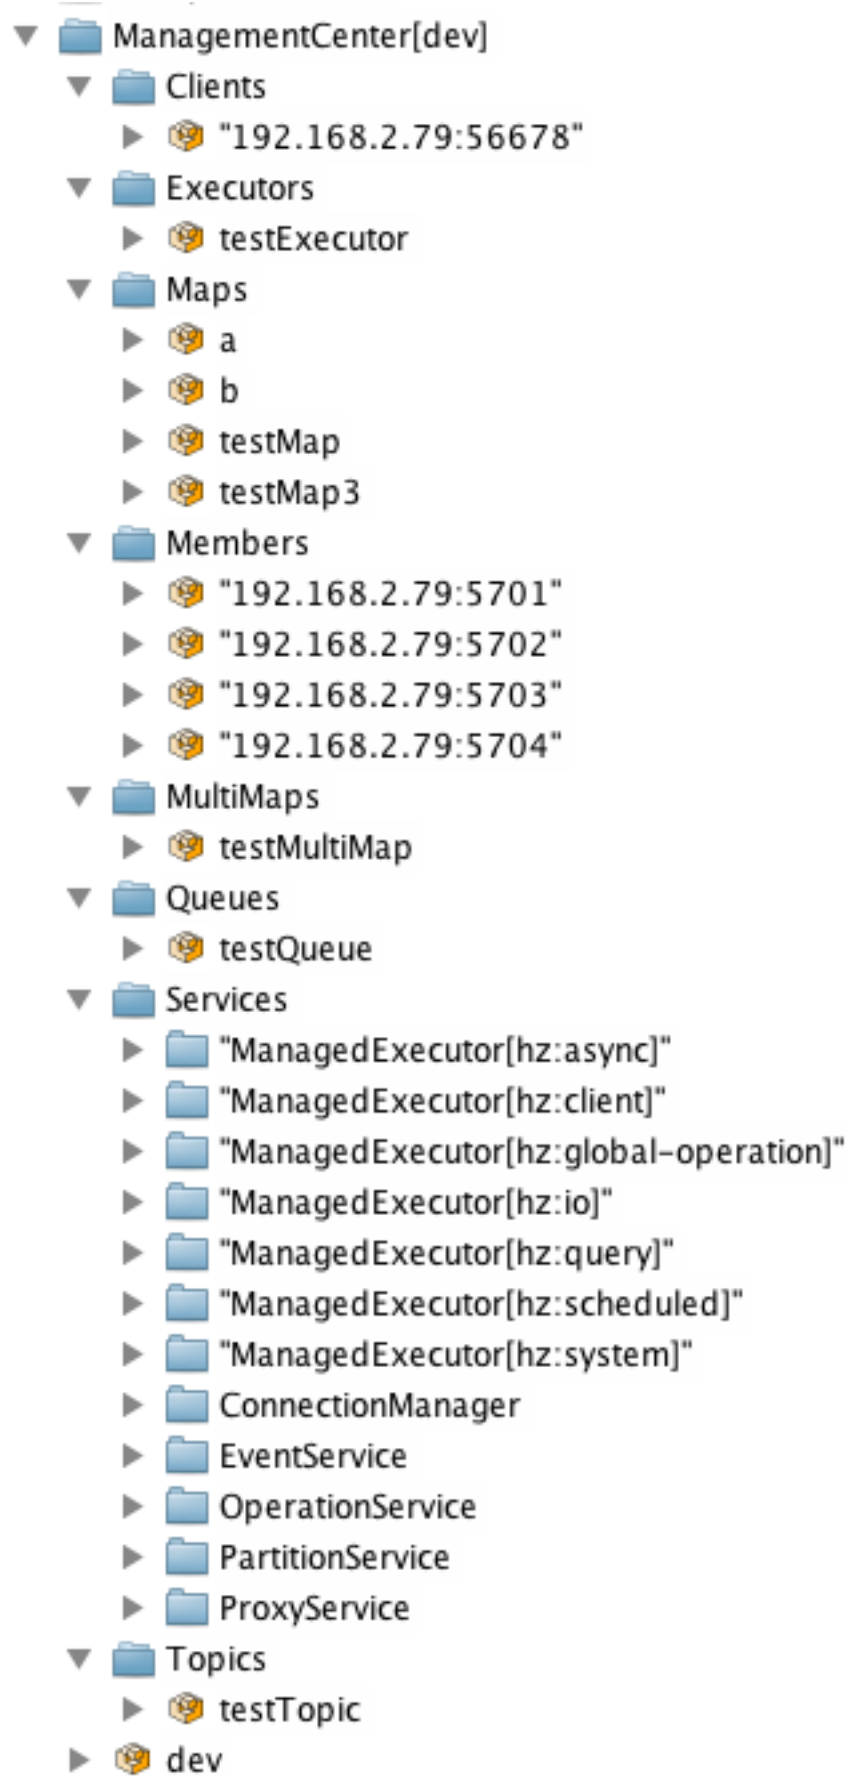 ManagementCenter[dev]
Clients
"192.168.2.79:56678"
Executors
testExecutor
Maps
a
b
testMap
testMap3
Members
"192.168.2.79:5701"
"192.168.2.79:5702"
"192.168.2.79:5703"
"192.168.2.79:5704"
MultiMaps
testMultiMap
Queues
testQueue
Services
"ManagedExecutor[hz:async]"
"ManagedExecutor[hz:client]"
"ManagedExecutor[hz:global-operation]"
"ManagedExecutor[hz:io]"
"ManagedExecutor[hz:query]"
"ManagedExecutor[hz:scheduled]"
"ManagedExecutor[hz:system]"
ConnectionManager
EventService
OperationService
PartitionService
ProxyService
Topics
testTopic
dev